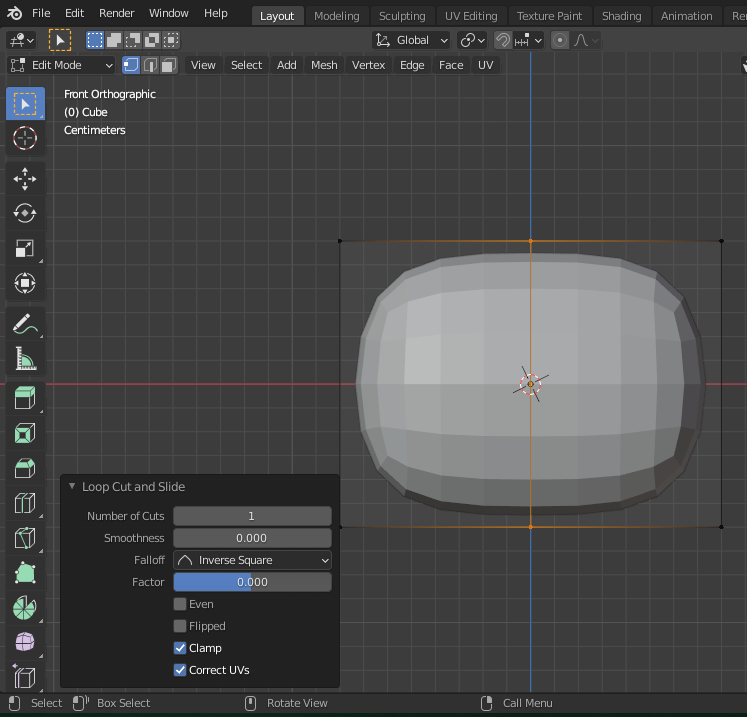 File Edit Render Window Help Layout Modeling Sculpting UV Editing Texture Paint Shading Animation
Global
Edit Mode View Select Add Mesh Vertex Edge Face UV
Front Orthographic
(0) Cube
Centimeters
Loop Cut and Slide
Number of Cuts 1
Smoothness 0.000
Falloff Inverse Square
Factor 0.000
Even
Flipped
Clamp
Correct UVs
Select Box Select Rotate View Call Menu